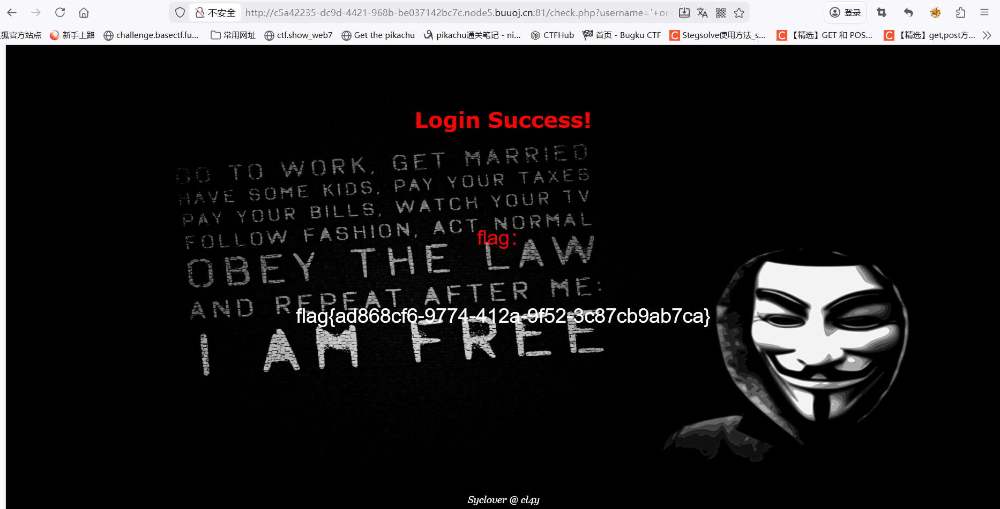 不安全
http://c5a42235-dc9d-4421-968b-be037142bc7c.node5.buuoj.cn:81/check.php?username='+or+
登录
狐官方站点 新手上路 challenge.basectf.fu... 常用网址 ctf.show_web7 Get the pikachu pikachu通关笔记 - ni... CTFHub 首页 - Bugku CTF Stegsolve使用方法_s... 【精选】GET 和 POS... 【精选】get,post方...
Login Success!
GO TO WORK, GET MARRIED
HAVE SOME KIDS, PAY YOUR TAXES
PAY YOUR BILLS, WATCH YOUR TV
FOLLOW FASHION, ACT NORMAL
flag：
OBEY THE LAW
AND REPEAT AFTER ME:
flag{ad868cf6-9774-412a-9f52-3c87cb9ab7ca}
I AM FREE
Syclover @ cl4y